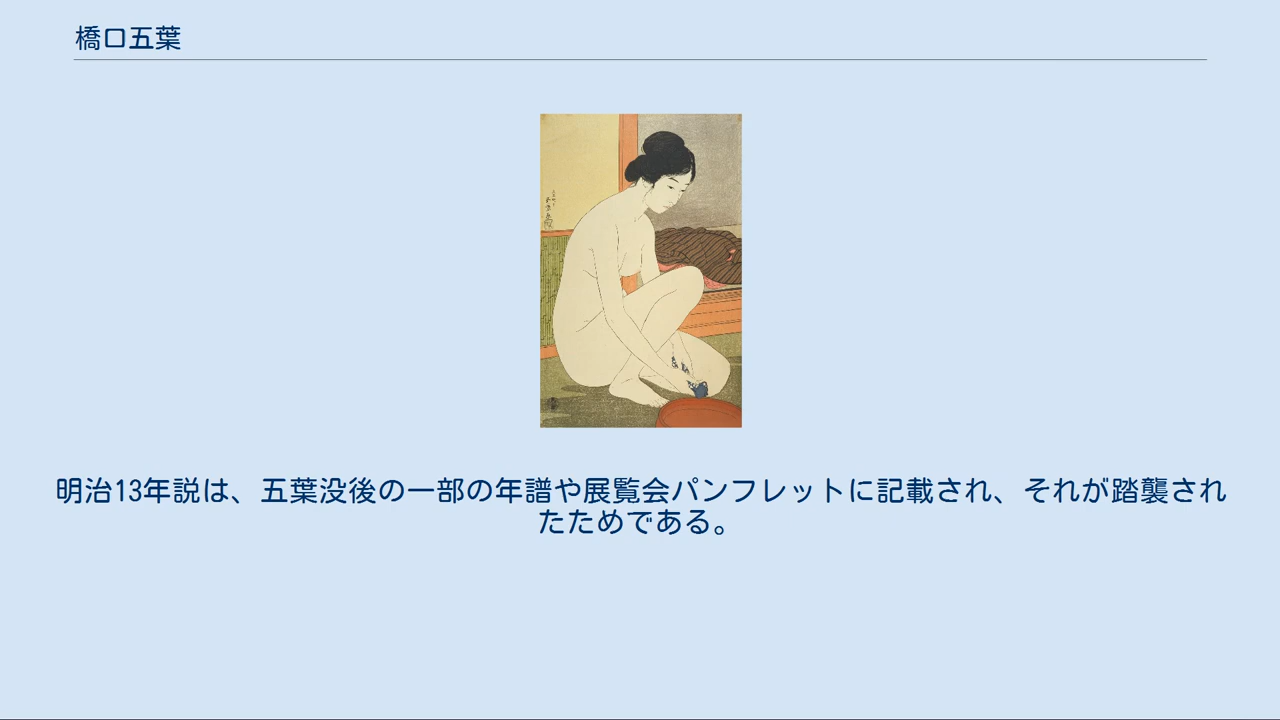 橋口五葉
明治13年説は、五葉没後の一部の年譜や展覧会パンフレットに記載され、それが踏襲され
たためである。